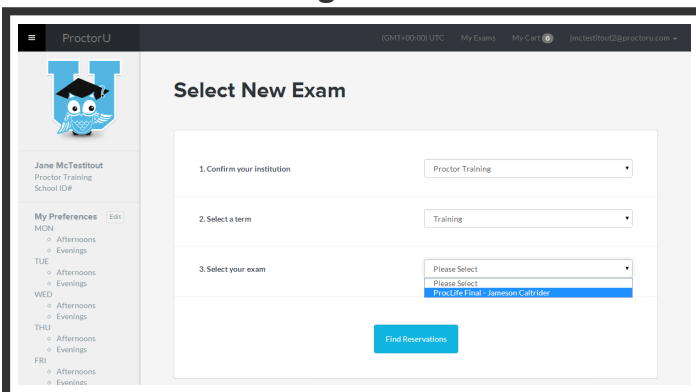 ≡ ProctorU (GMT+00:00) UTC My Exams My Cart 0 jmctestitout2@proctoru.com
Select New Exam
Jane McTestitout
Proctor Training
School ID#
My Preferences Edit
MON
Afternoons
Evenings
TUE
Afternoons
Evenings
WED
Afternoons
Evenings
THU
Afternoons
Evenings
FRI
Afternoons
Evenings
1. Confirm your institution Proctor Training
2. Select a term Training
3. Select your exam Please Select
Please Select
ProcLife Final - Jameson Caltrider
Find Reservations